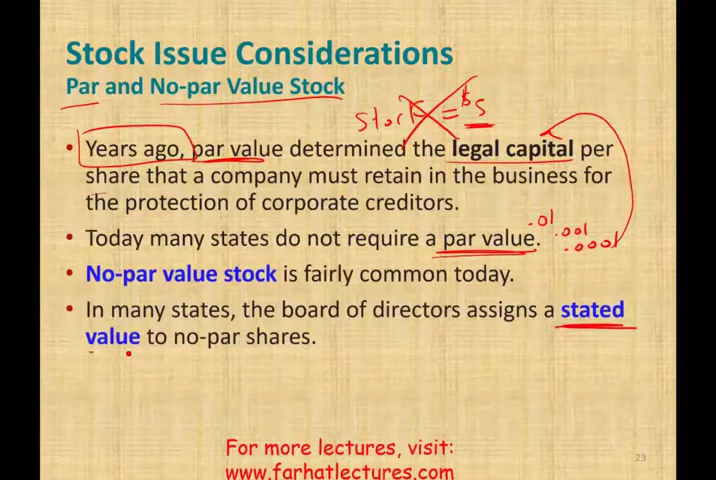 Stock Issue Considerations
Par and No-par Value Stock
Stock = $5
• Years ago, par value determined the legal capital per
share that a company must retain in the business for
the protection of corporate creditors.
.01
• Today many states do not require a par value.
.001
.0001
• No-par value stock is fairly common today.
• In many states, the board of directors assigns a stated
value to no-par shares.
For more lectures, visit:
www.farhatlectures.com
23